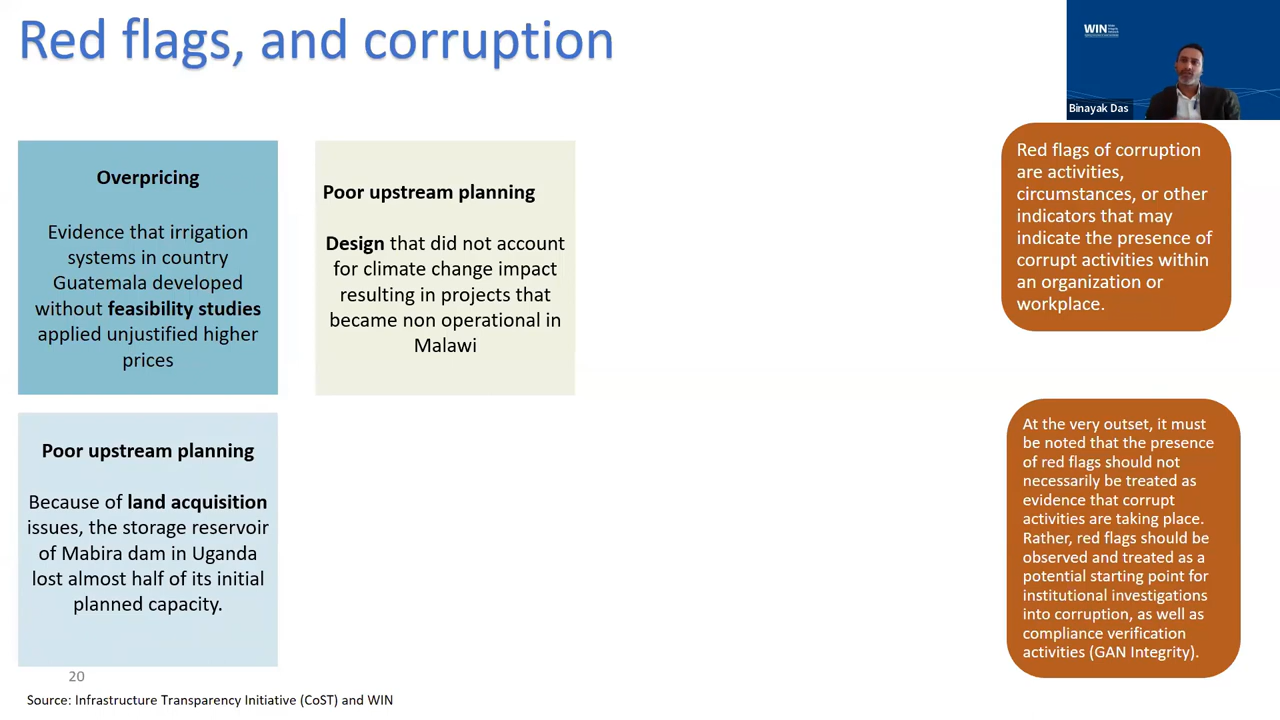 Red flags, and corruption
WIN
Binayak Das
Overpricing
Evidence that irrigation
systems in country
Guatemala developed
without feasibility studies
applied unjustified higher
prices
Poor upstream planning
Design that did not account
for climate change impact
resulting in projects that
became non operational in
Malawi
Red flags of corruption
are activities,
circumstances, or other
indicators that may
indicate the presence of
corrupt activities within
an organization or
workplace.
Poor upstream planning
Because of land acquisition
issues, the storage reservoir
of Mabira dam in Uganda
lost almost half of its initial
planned capacity.
At the very outset, it must
be noted that the presence
of red flags should not
necessarily be treated as
evidence that corrupt
activities are taking place.
Rather, red flags should be
observed and treated as a
potential starting point for
institutional investigations
into corruption, as well as
compliance verification
activities (GAN Integrity).
20
Source: Infrastructure Transparency Initiative (CoST) and WIN